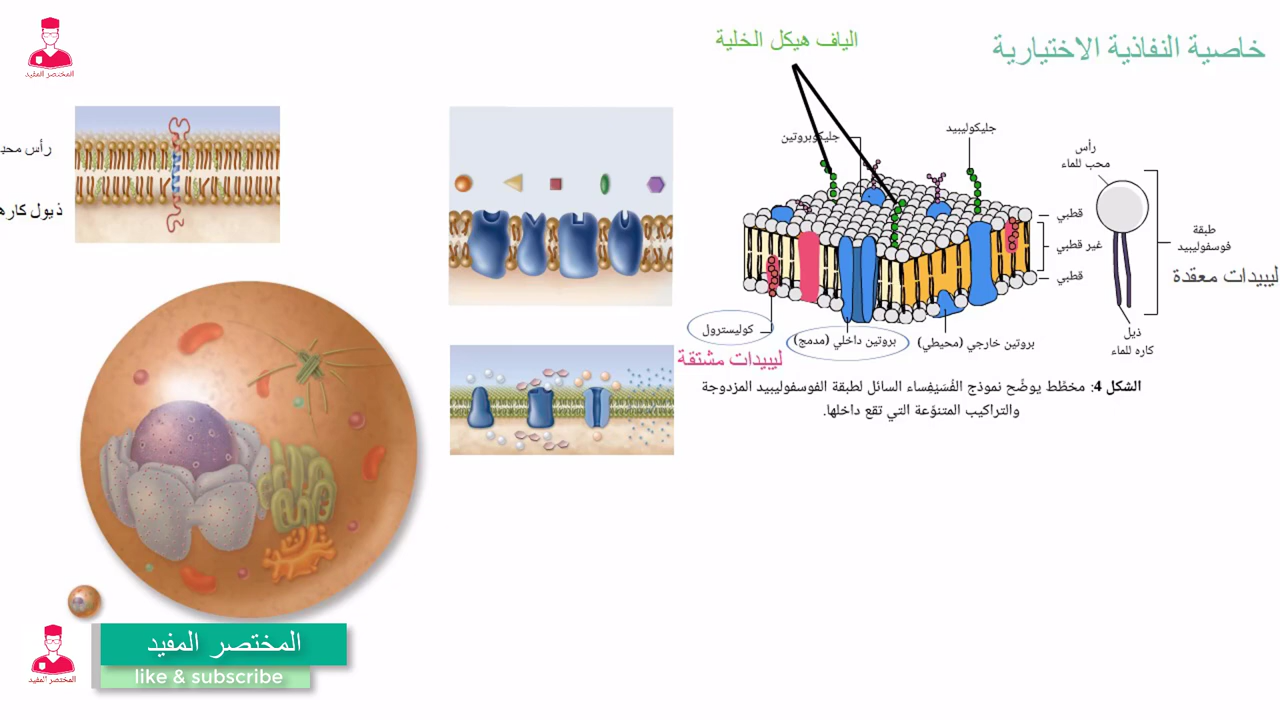 خاصية النفاذية الاختيارية
الياف هيكل الخلية
المختصر المفيد
جليكوليبيد
جليكوبروتين
رأس
محب للماء
قطبي
غير قطبي
قطبي
طبقة
فوسفوليبيد
ليبيدات معقدة
ذيل
كاره للماء
كوليسترول
بروتين داخلي (مدمج)
بروتين خارجي (محيطي)
ليبيدات مشتقة
الشكل 4: مخطَّط يوضِّح نموذج الفُسَيْفِساء السائل لطبقة الفوسفوليبيد المزدوجة
والتراكيب المتنوّعة التي تقع داخلها.
رأس محب
ذيول كاره
المختصر المفيد
like & subscribe
المختصر المفيد